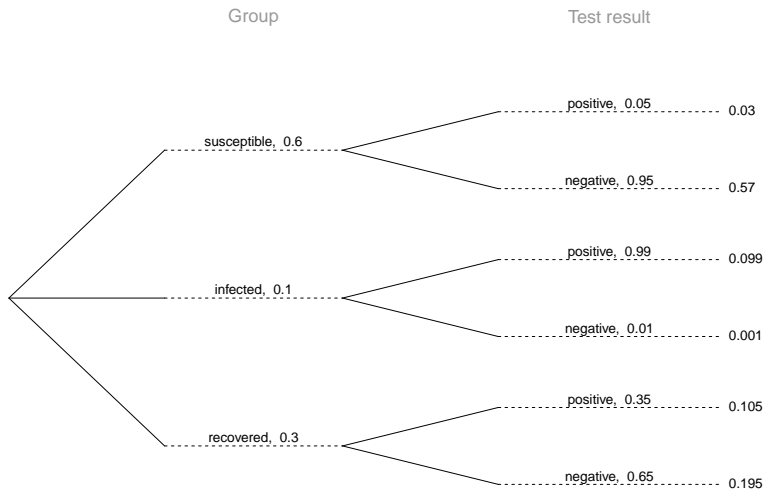 Group Test result
positive, 0.05 0.03
susceptible, 0.6
negative, 0.95 0.57
positive, 0.99 0.099
infected, 0.1
negative, 0.01 0.001
positive, 0.35 0.105
recovered, 0.3
negative, 0.65 0.195